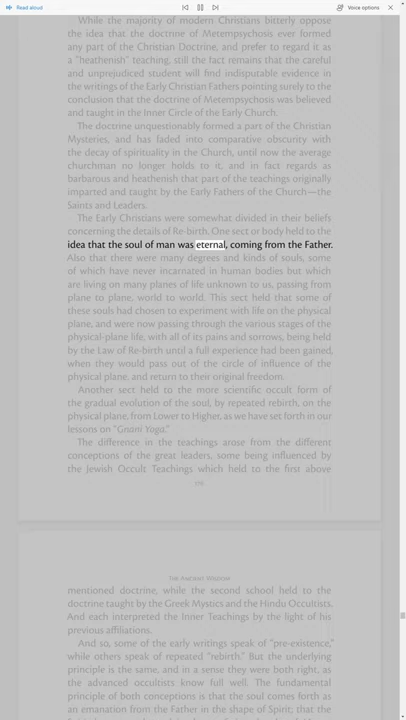 Read aloud
Voice options
While the majority of modern Christians bitterly oppose
the idea that the doctrine of Metempsychosis ever formed
any part of the Christian Doctrine, and prefer to regard it as
a "heathenish" teaching, still the fact remains that the careful
and unprejudiced student will find indisputable evidence in
the writings of the Early Christian Fathers pointing surely to the
conclusion that the doctrine of Metempsychosis was believed
and taught in the Inner Circle of the Early Church.
The doctrine unquestionably formed a part of the Christian
Mysteries, and has faded into comparative obscurity with
the decay of spirituality in the Church, until now the average
churchman no longer holds to it, and in fact regards as
barbarous and heathenish that part of the teachings originally
imparted and taught by the Early Fathers of the Church—the
Saints and Leaders.
The Early Christians were somewhat divided in their beliefs
concerning the details of Re-birth. One sect or body held to the
idea that the soul of man was eternal, coming from the Father.
Also that there were many degrees and kinds of souls, some
of which have never incarnated in human bodies but which
are living on many planes of life unknown to us, passing from
plane to plane, world to world. This sect held that some of
these souls had chosen to experiment with life on the physical
plane, and were now passing through the various stages of the
physical-plane life, with all of its pains and sorrows, being held
by the Law of Re-birth until a full experience had been gained,
when they would pass out of the circle of influence of the
physical plane, and return to their original freedom.
Another sect held to the more scientific occult form of
the gradual evolution of the soul, by repeated rebirth, on the
physical plane, from Lower to Higher, as we have set forth in our
lessons on "Gnani Yoga."
The difference in the teachings arose from the different
conceptions of the great leaders, some being influenced by
the Jewish Occult Teachings which held to the first above
The Ancient Wisdom
mentioned doctrine, while the second school held to the
doctrine taught by the Greek Mystics and the Hindu Occultists.
And each interpreted the Inner Teachings by the light of his
previous affiliations.
And so, some of the early writings speak of "pre-existence,"
while others speak of repeated "rebirth." But the underlying
principle is the same, and in a sense they were both right, as
the advanced occultists know full well. The fundamental
principle of both conceptions is that the soul comes forth as
an emanation from the Father in the shape of Spirit; that the